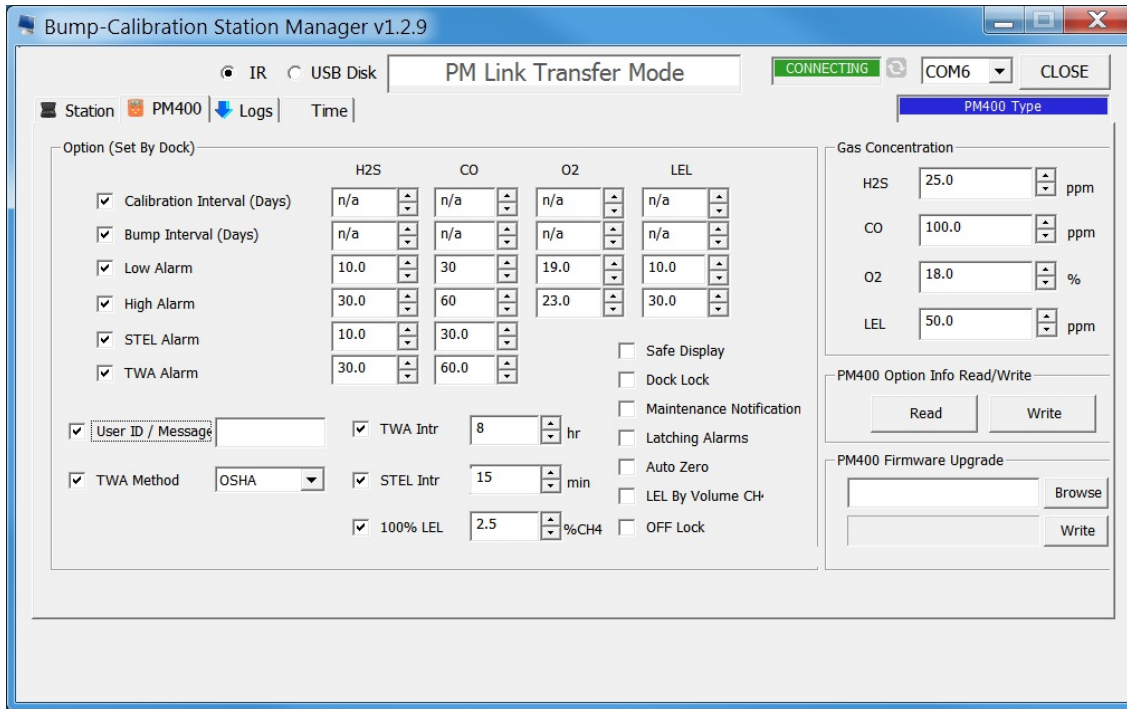 Bump-Calibration Station Manager v1.2.9
IR USB Disk PM Link Transfer Mode CONNECTING COM6 CLOSE
Station PM400 Logs Time PM400 Type
Option (Set By Dock)
H2S CO O2 LEL
Calibration Interval (Days) n/a n/a n/a n/a
Bump Interval (Days) n/a n/a n/a n/a
Low Alarm 10.0 30 19.0 10.0
High Alarm 30.0 60 23.0 30.0
STEL Alarm 10.0 30.0
TWA Alarm 30.0 60.0
User ID / Message
TWA Method OSHA
TWA Intr 8 hr
STEL Intr 15 min
100% LEL 2.5 %CH4
Safe Display
Dock Lock
Maintenance Notification
Latching Alarms
Auto Zero
LEL By Volume CH
OFF Lock
Gas Concentration
H2S 25.0 ppm
CO 100.0 ppm
O2 18.0 %
LEL 50.0 ppm
PM400 Option Info Read/Write
Read Write
PM400 Firmware Upgrade
Browse
Write